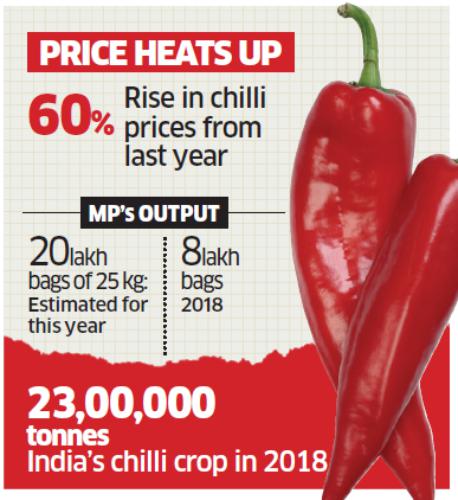 PRICE HEATS UP
60% Rise in chilli
prices from
last year
MP's OUTPUT
20lakh
bags of 25 kg:
Estimated for
this year
8lakh
bags
2018
23,00,000
tonnes
India's chilli crop in 2018